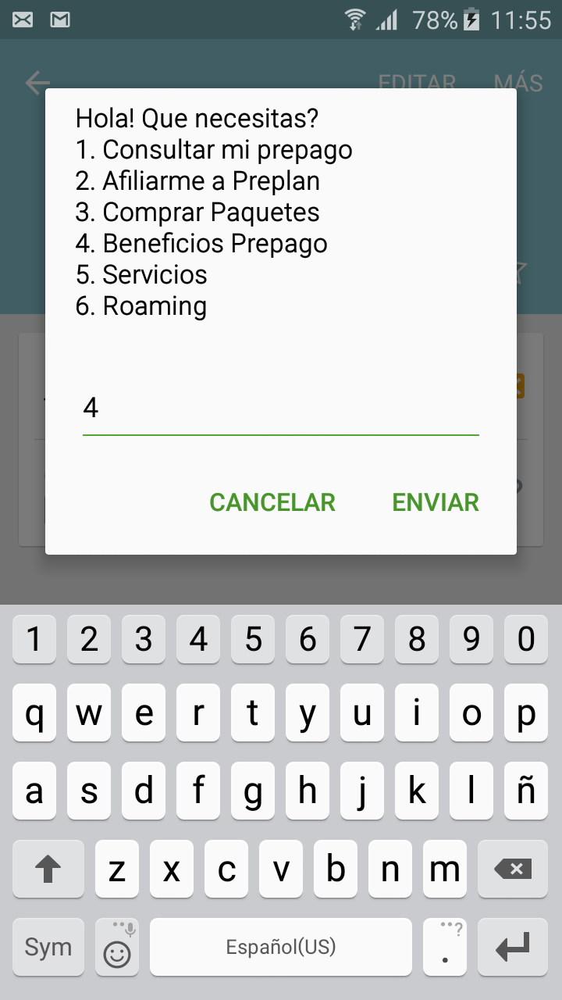 78% 11:55
EDITAR MÁS
Hola! Que necesitas?
1. Consultar mi prepago
2. Afiliarme a Preplan
3. Comprar Paquetes
4. Beneficios Prepago
5. Servicios
6. Roaming
4
CANCELAR ENVIAR
1 2 3 4 5 6 7 8 9 0
q w e r t y u i o p
a s d f g h j k l ñ
z x c v b n m
Sym Español(US) . ?